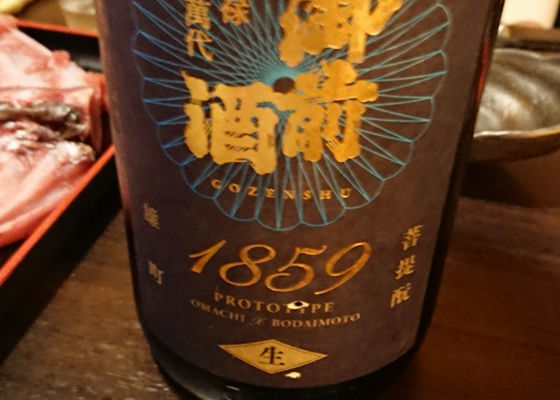 御前
酒
萬代
GOZENSHU
1859
PROTOTYPE
OMACHI & BODAIMOTO
雄町
菩提酛
生